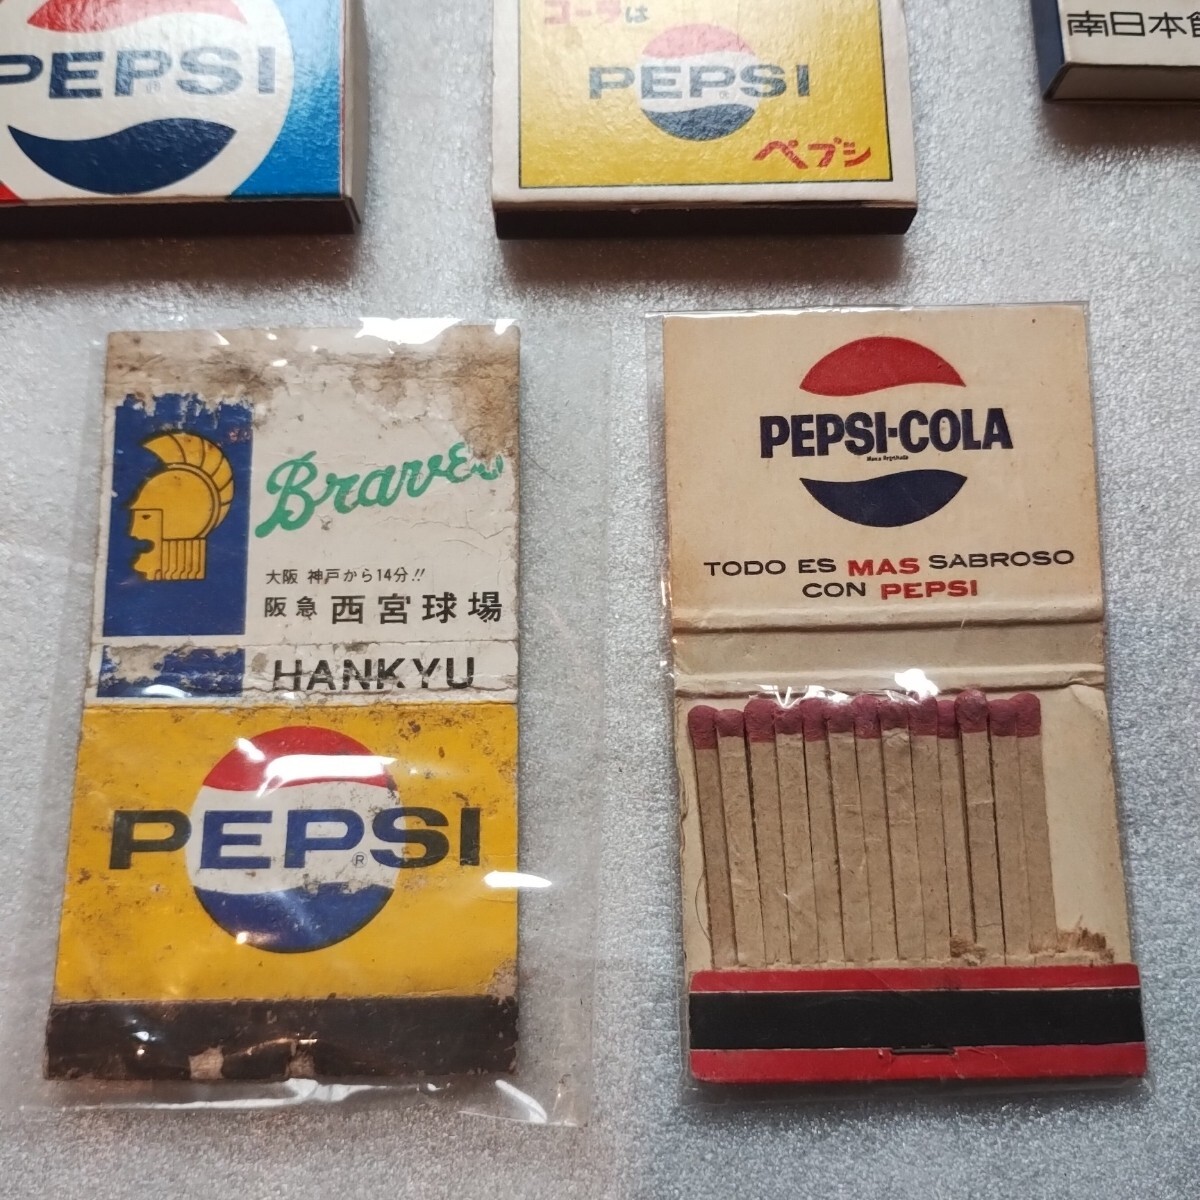 PEPSI
コーラは
PEPSI
ペプシ
南日本
Braves
大阪 神戸から14分!!
阪急 西宮球場
HANKYU
PEPSI
®
PEPSI-COLA
TODO ES MAS SABROSO
CON PEPSI